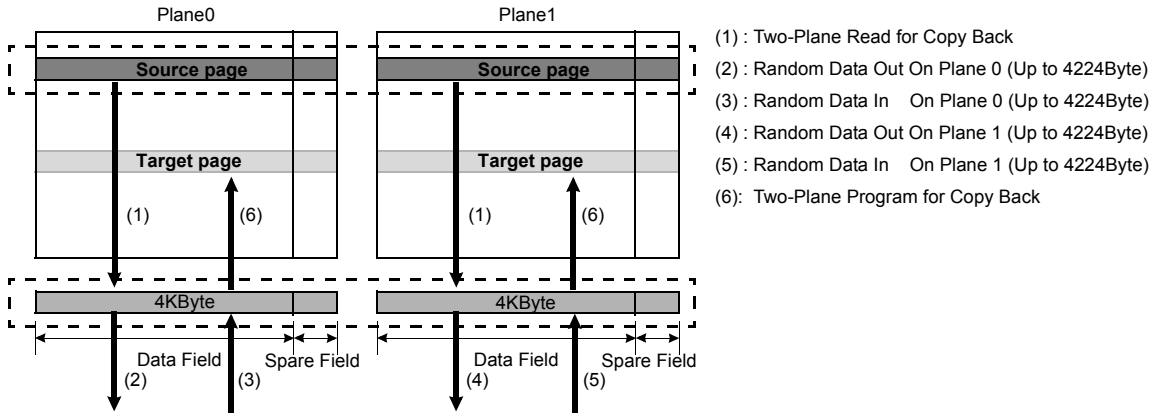 Plane0
Plane1
Source page
Source page
Target page
Target page
(1)
(6)
(1)
(6)
4KByte
4KByte
Data Field
Spare Field
Data Field
Spare Field
(2)
(3)
(4)
(5)
(1) : Two-Plane Read for Copy Back
(2) : Random Data Out On Plane 0 (Up to 4224Byte)
(3) : Random Data In On Plane 0 (Up to 4224Byte)
(4) : Random Data Out On Plane 1 (Up to 4224Byte)
(5) : Random Data In On Plane 1 (Up to 4224Byte)
(6): Two-Plane Program for Copy Back